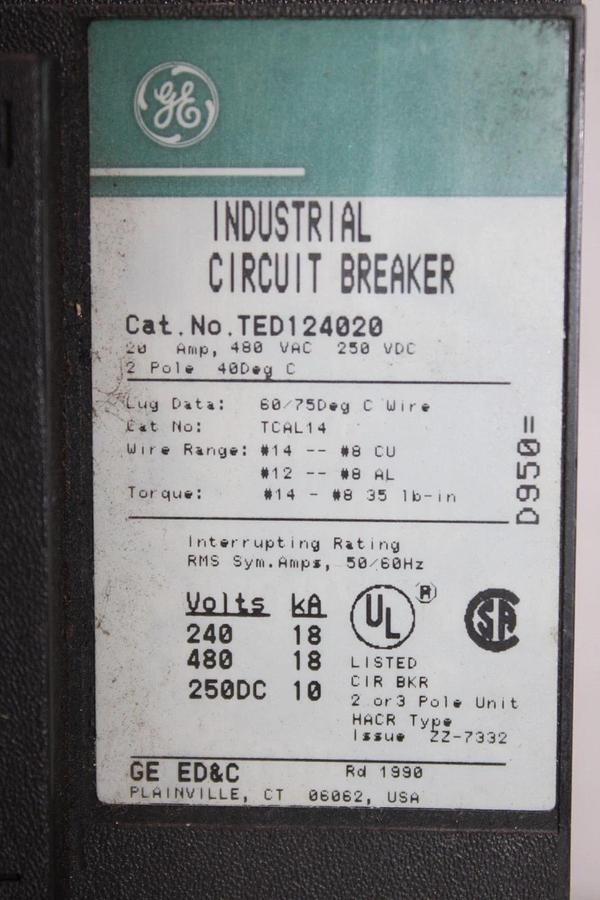 GE
INDUSTRIAL
CIRCUIT BREAKER
Cat.No.TED124020
20 Amp, 480 VAC 250 VDC
2 Pole 40Deg C
Lug Data: 60/75Deg C Wire
Cat No: TCAL14
Wire Range: #14 -- #8 CU
#12 -- #8 AL
Torque: #14 - #8 35 lb-in
D950=
Interrupting Rating
RMS Sym.Amps, 50/60Hz
Volts kA
240 18
480 18
250DC 10
UL ®
SA
LISTED
CIR BKR
2 or3 Pole Unit
HACR Type
Issue ZZ-7332
GE ED&C Rd 1990
PLAINVILLE, CT 06062, USA